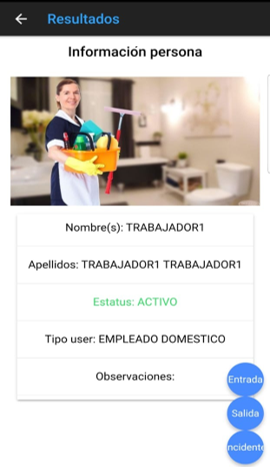 Resultados
Información persona
Nombre(s): TRABAJADOR1
Apellidos: TRABAJADOR1 TRABAJADOR1
Estatus: ACTIVO
Tipo user: EMPLEADO DOMESTICO
Observaciones:
Entrada
Salida
ncidente